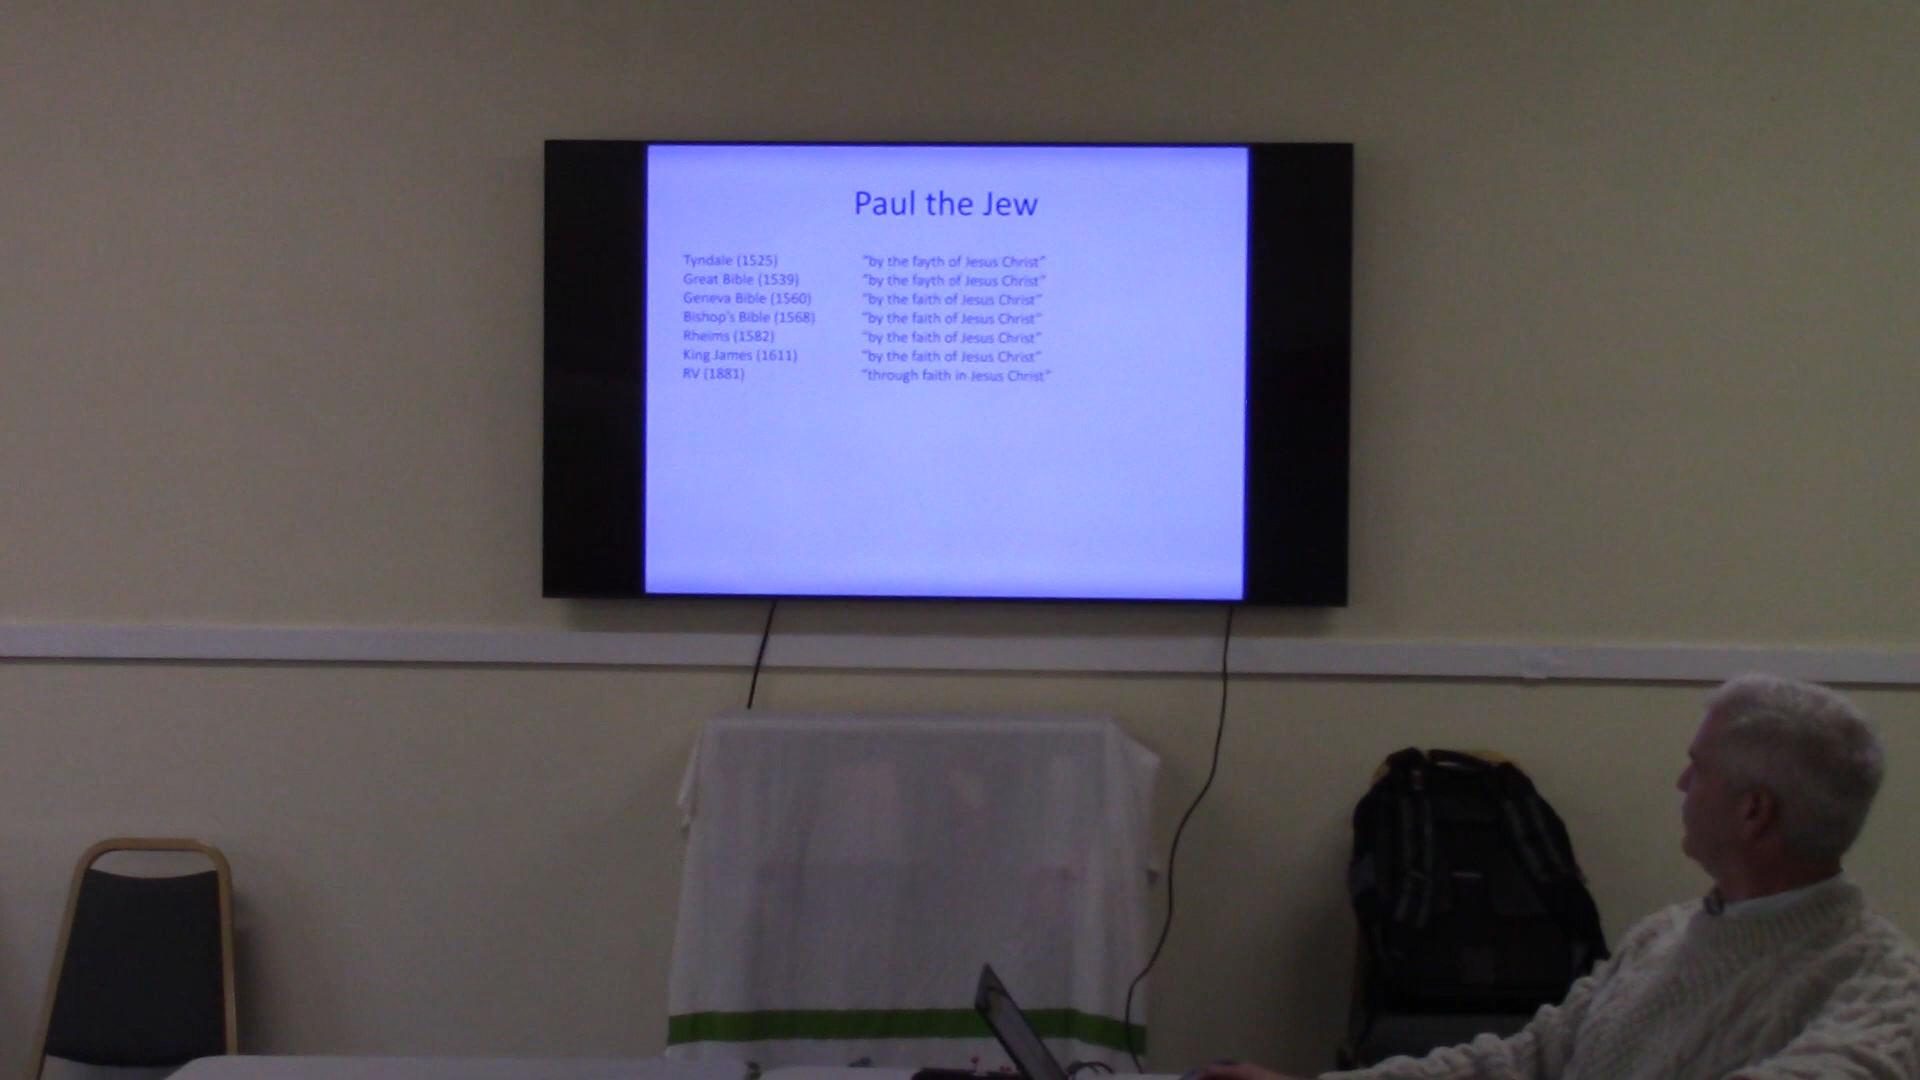 Paul the Jew
Tyndale (1525) "by the fayth of Jesus Christ"
Great Bible (1539) "by the fayth of Jesus Christ"
Geneva Bible (1560) "by the faith of Jesus Christ"
Bishop's Bible (1568) "by the faith of Jesus Christ"
Rheims (1582) "by the faith of Jesus Christ"
King James (1611) "by the faith of Jesus Christ"
RV (1881) "through faith in Jesus Christ"